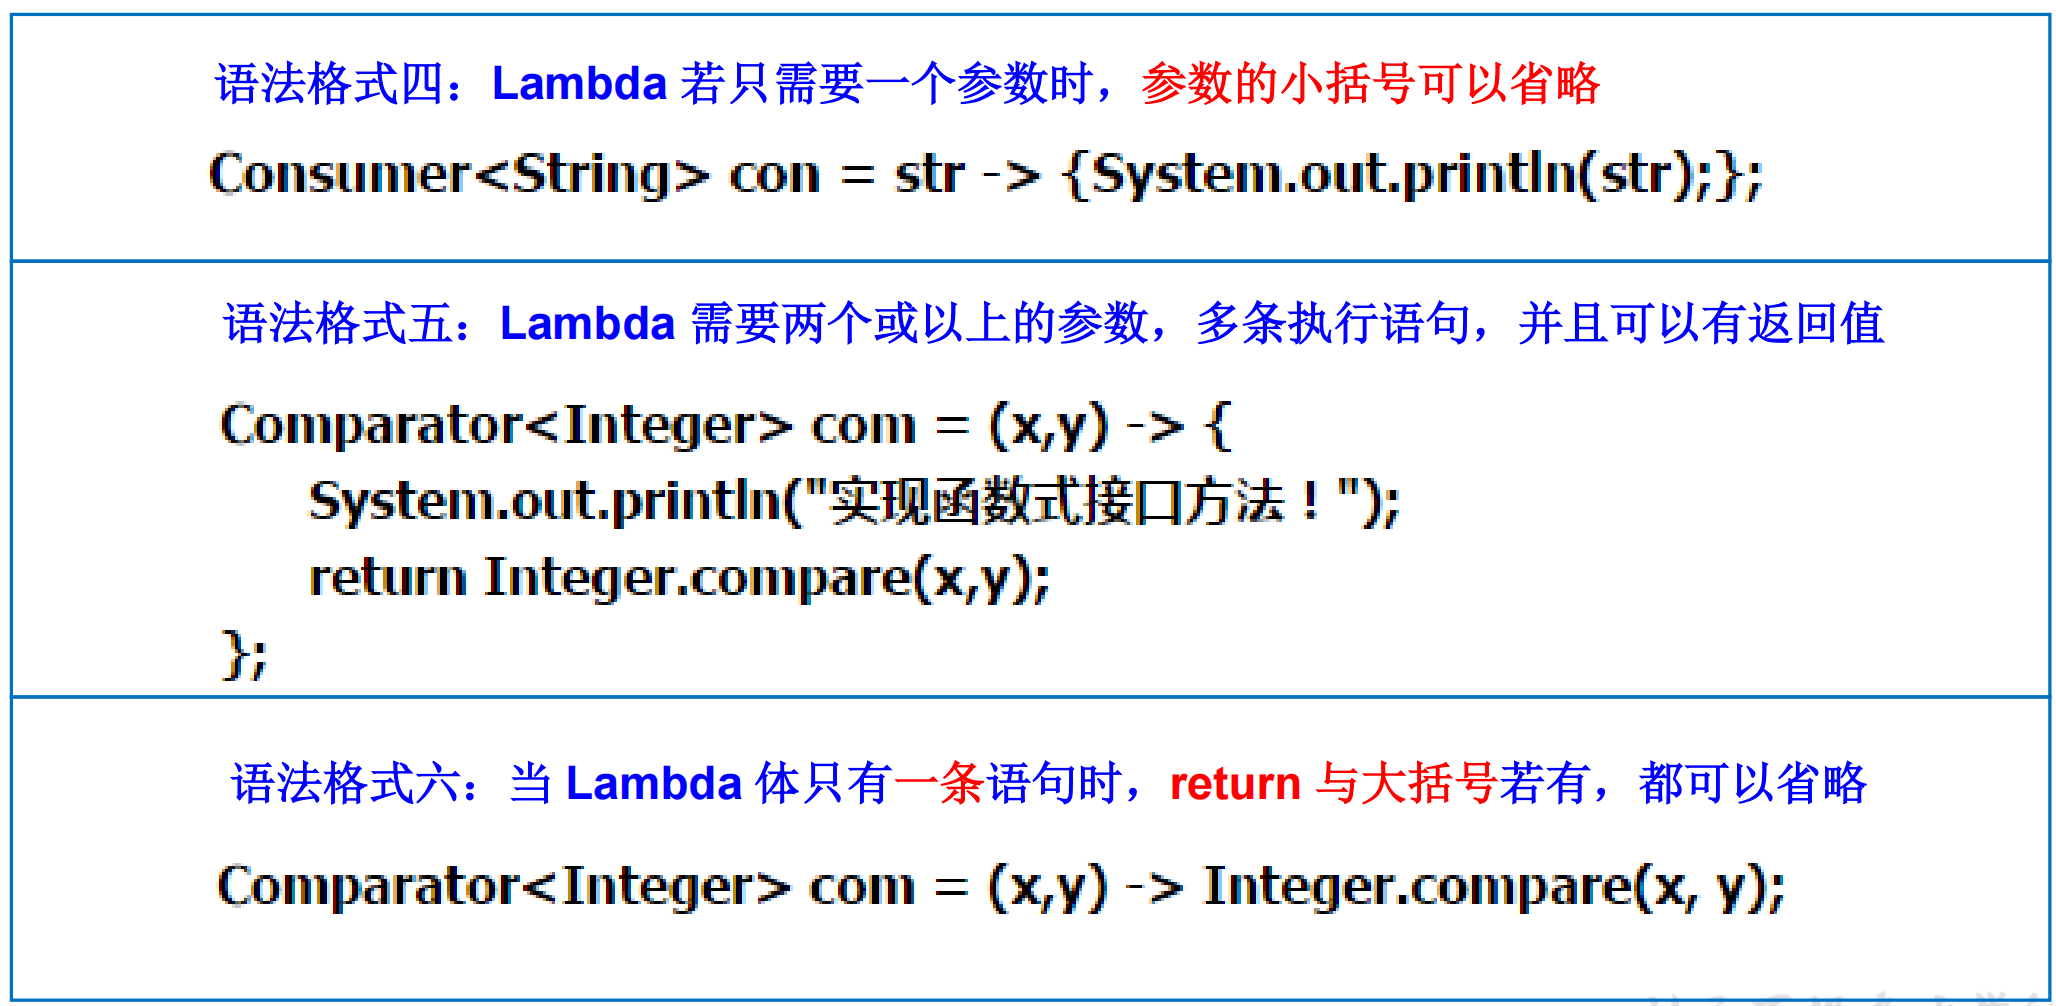 语法格式四：Lambda 若只需要一个参数时，参数的小括号可以省略
Consumer<String> con = str -> {System.out.println(str);};
语法格式五：Lambda 需要两个或以上的参数，多条执行语句，并且可以有返回值
Comparator<Integer> com = (x,y) -> {
System.out.println("实现函数式接口方法！");
return Integer.compare(x,y);
};
语法格式六：当 Lambda 体只有一条语句时，return 与大括号若有，都可以省略
Comparator<Integer> com = (x,y) -> Integer.compare(x, y);